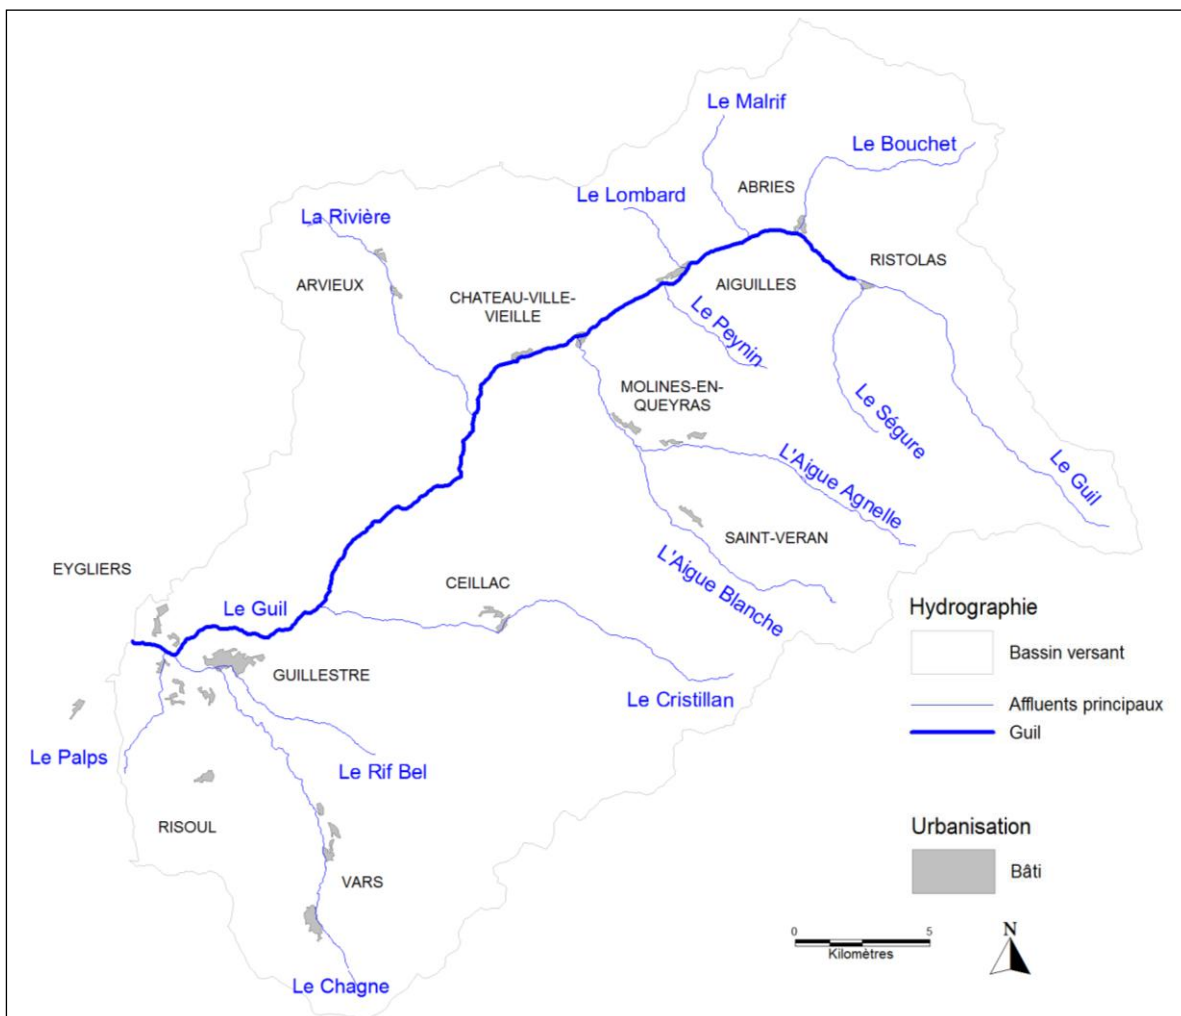 Le Malrif
Le Bouchet
ABRIES
Le Lombard
La Rivière
RISTOLAS
ARVIEUX
AIGUILLES
CHATEAU-VILLE-
VIEILLE
Le Peynin
MOLINES-EN-
QUEYRAS
Le Ségure
L'Aigue Agnelle
Le Guil
SAINT-VERAN
EYGLIERS
CEILLAC
L'Aigue Blanche
Le Guil
GUILLESTRE
Le Cristillan
Le Palps
Le Rif Bel
RISOUL
VARS
Le Chagne
Hydrographie
Bassin versant
Affluents principaux
Guil
Urbanisation
Bâti
0 5
Kilomètres
N